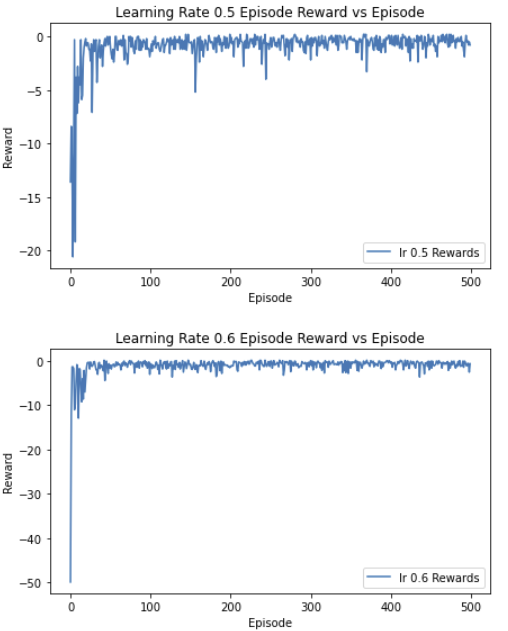 Learning Rate 0.5 Episode Reward vs Episode
0
−5
−10
−15
−20
Reward
lr 0.5 Rewards
0 100 200 300 400 500
Episode
Learning Rate 0.6 Episode Reward vs Episode
0
−10
−20
−30
−40
−50
Reward
lr 0.6 Rewards
0 100 200 300 400 500
Episode